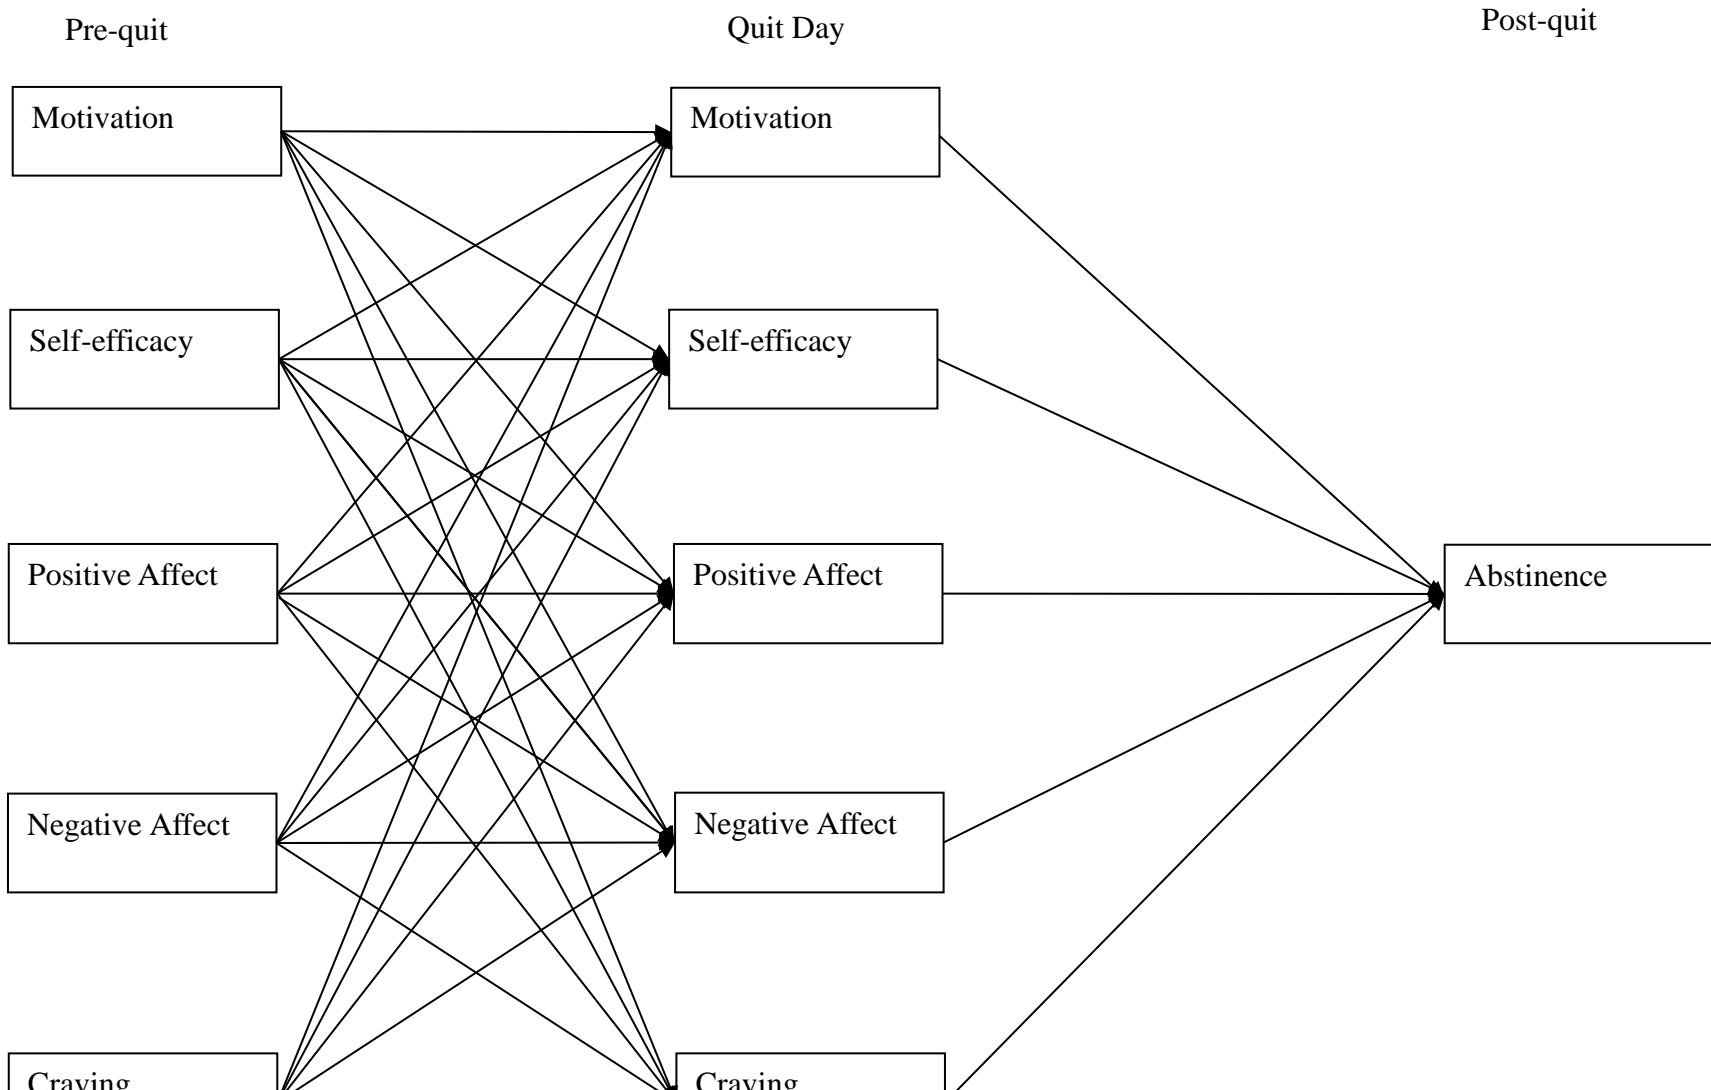 Pre-quit
Quit Day
Post-quit
Motivation
Motivation
Self-efficacy
Self-efficacy
Positive Affect
Positive Affect
Abstinence
Negative Affect
Negative Affect
Craving
Craving